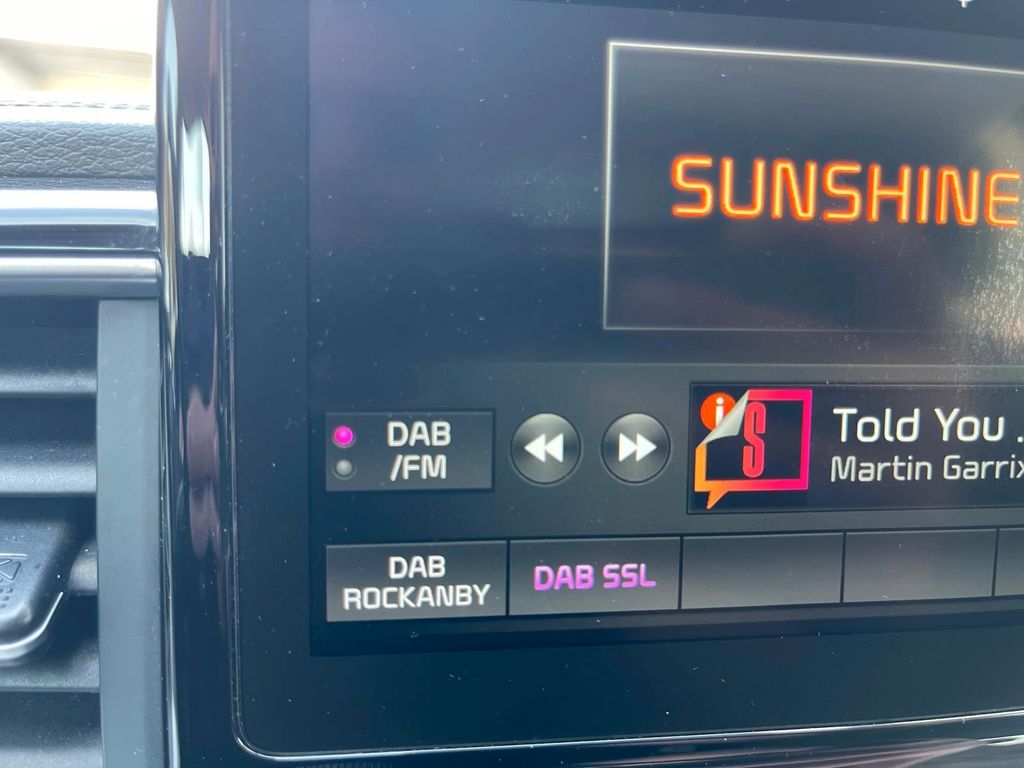 SUNSHINE
DAB
/FM
i
S
Told You .
Martin Garrix
DAB
ROCKANBY
DAB SSL